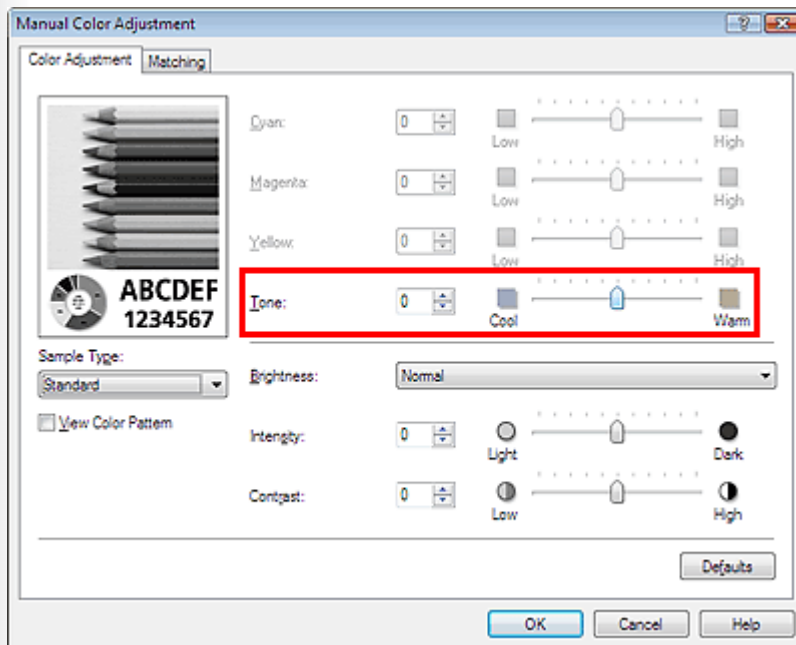 Manual Color Adjustment
Color Adjustment Matching
Cyan: 0 Low High
Magenta: 0 Low High
Yellow: 0 Low High
ABCDEF
1234567
Tone: 0 Cool Warm
Sample Type:
Standard
Brightness: Normal
View Color Pattern
Intensity: 0 Light Dark
Contrast: 0 Low High
Defaults
OK Cancel Help